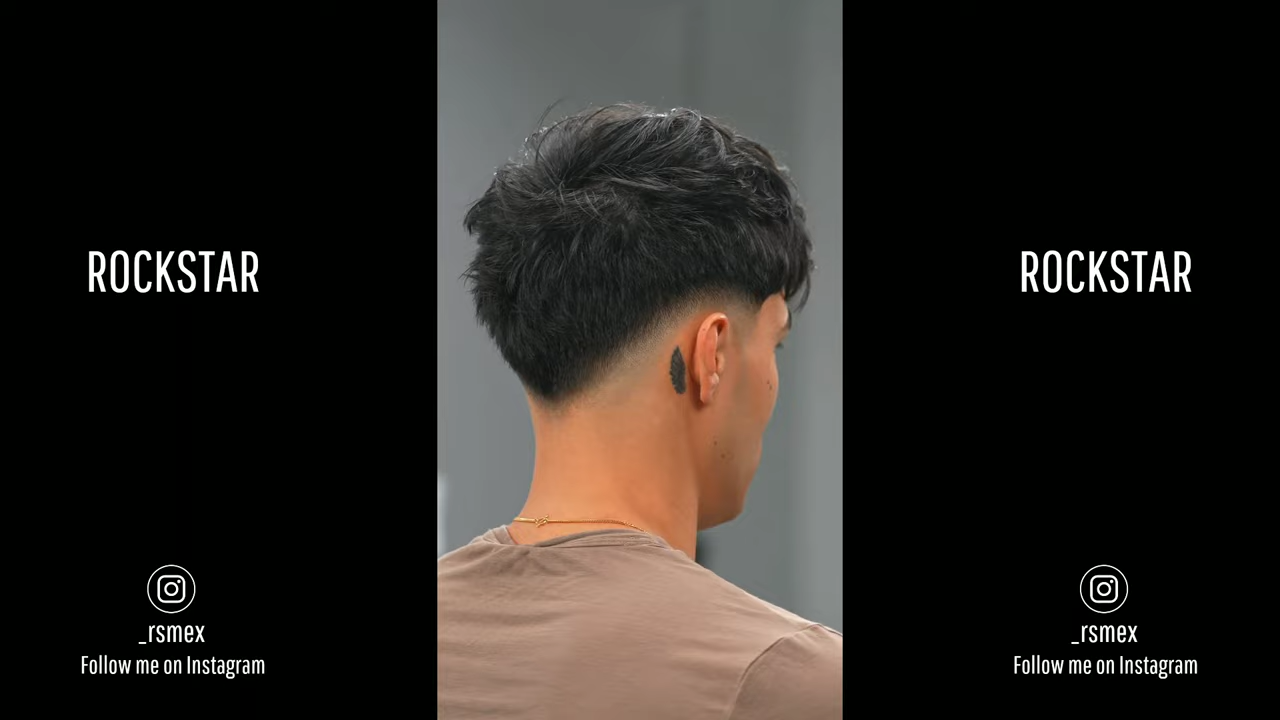 ROCKSTAR
_rsmex
Follow me on Instagram
ROCKSTAR
_rsmex
Follow me on Instagram